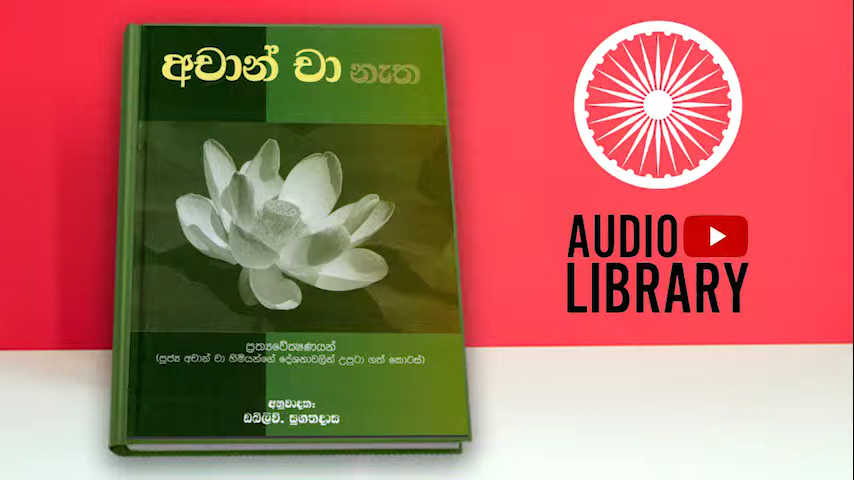 අචාන් චා නැත
ප්‍රත්‍යවේක්ෂණයන්
(පූජ්‍ය අචාන් චා හිමියන්ගේ දේශනාවලින් උපුටා ගත් කොටස්)
අනුවාදක:
ඩබ්ලිව්. සුගතදාස
AUDIO
LIBRARY